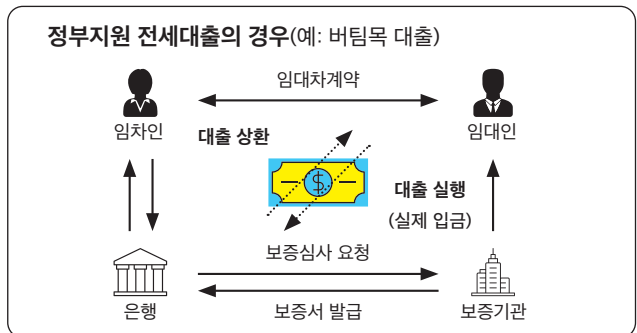 정부지원 전세대출의 경우(예: 버팀목 대출)
임대차계약
임차인
대출 상환
임대인
$
대출 실행
(실제 입금)
보증심사 요청
은행
보증서 발급
보증기관